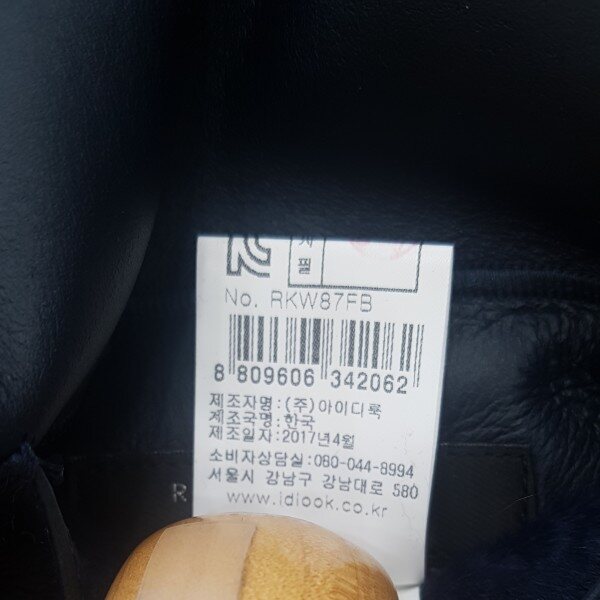 필
No. RKW87FB
8 809606 342062
제조자명:(주)아이디룩
제조국명:한국
제조일자:2017년4월
소비자상담실:080-044-8994
서울시 강남구 강남대로 580
www.idlook.co.kr
R